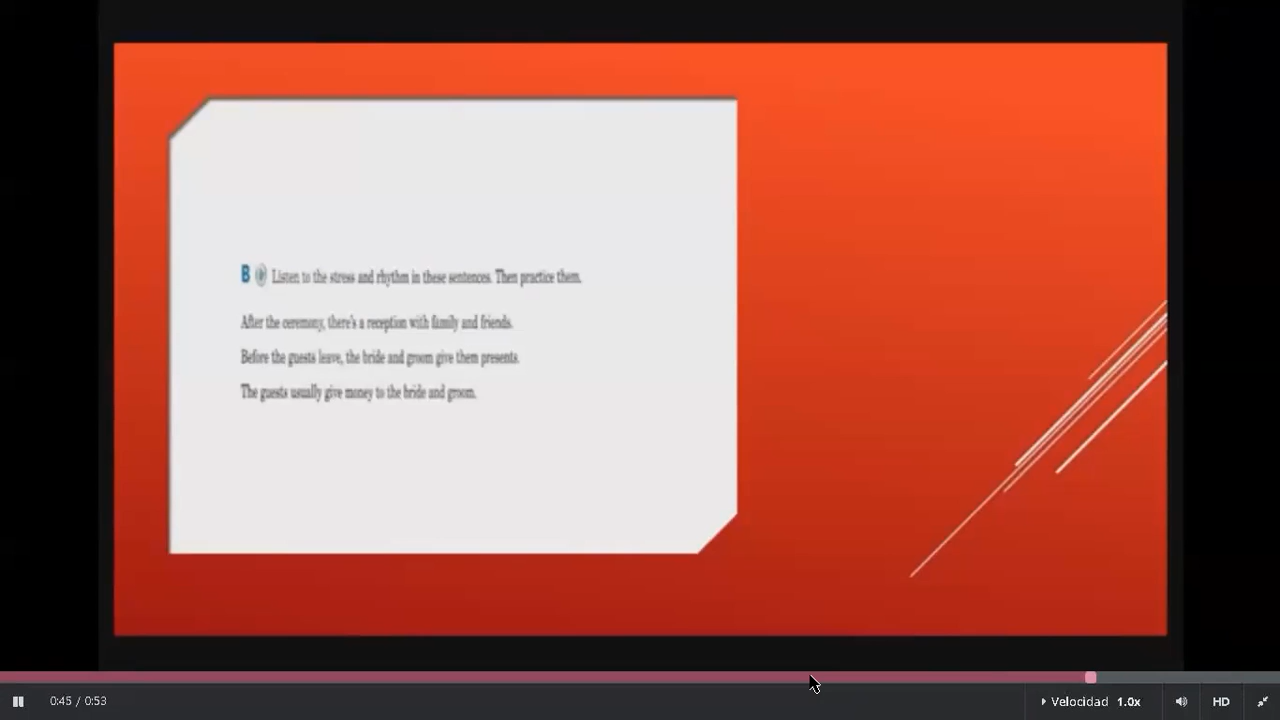 B Listen to the stress and rhythm in these sentences. Then practice them.
After the ceremony, there's a reception with family and friends.
Before the guests leave, the bride and groom give them presents.
The guests usually give money to the bride and groom.
0:45 / 0:53
Velocidad 1.0x
HD